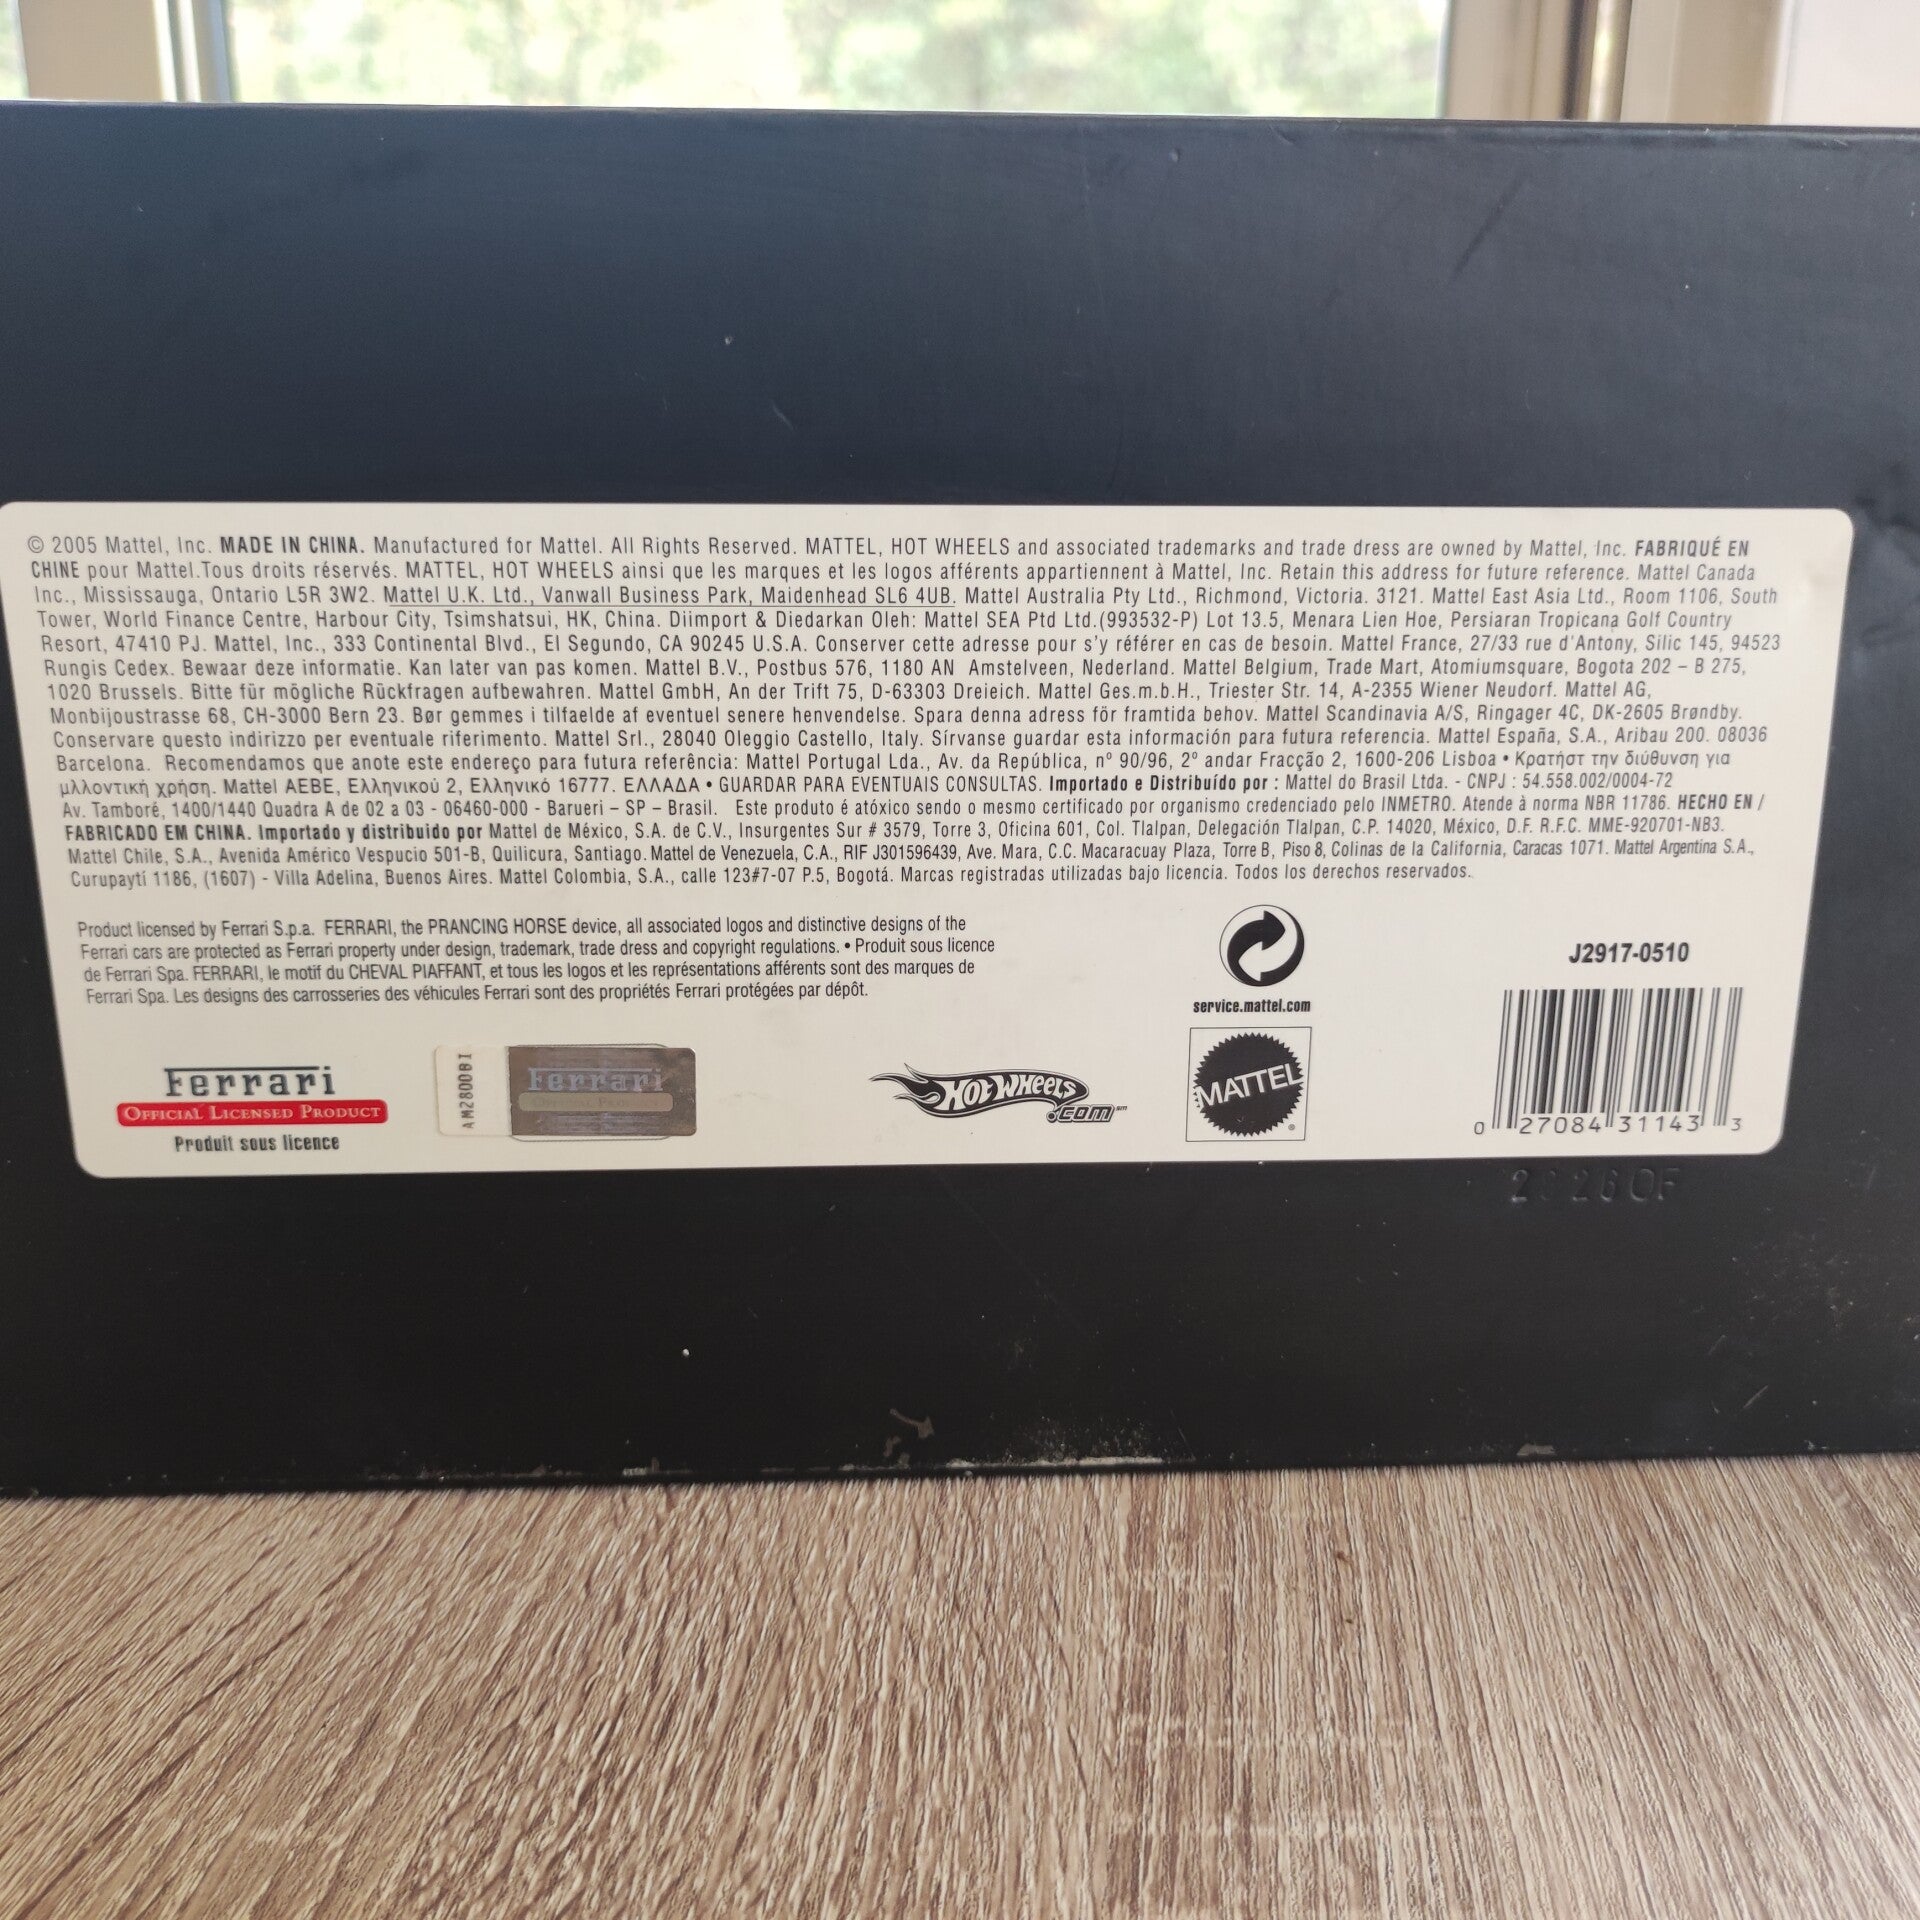 © 2005 Mattel, Inc. MADE IN CHINA. Manufactured for Mattel. All Rights Reserved. MATTEL, HOT WHEELS and associated trademarks and trade dress are owned by Mattel, Inc. FABRIQUÉ EN
CHINE pour Mattel.Tous droits réservés. MATTEL, HOT WHEELS ainsi que les marques et les logos afférents appartiennent à Mattel, Inc. Retain this address for future reference. Mattel Canada
Inc., Mississauga, Ontario L5R 3W2. Mattel U.K. Ltd., Vanwall Business Park, Maidenhead SL6 4UB. Mattel Australia Pty Ltd., Richmond, Victoria. 3121. Mattel East Asia Ltd., Room 1106, South
Tower, World Finance Centre, Harbour City, Tsimshatsui, HK, China. Diimport & Diedarkan Oleh: Mattel SEA Ptd Ltd.(993532-P) Lot 13.5, Menara Lien Hoe, Persiaran Tropicana Golf Country
Resort, 47410 PJ. Mattel, Inc., 333 Continental Blvd., El Segundo, CA 90245 U.S.A. Conserver cette adresse pour s'y référer en cas de besoin. Mattel France, 27/33 rue d'Antony, Silic 145, 94523
Rungis Cedex. Bewaar deze informatie. Kan later van pas komen. Mattel B.V., Postbus 576, 1180 AN Amstelveen, Nederland. Mattel Belgium, Trade Mart, Atomiumsquare, Bogota 202 – B 275,
1020 Brussels. Bitte für mögliche Rückfragen aufbewahren. Mattel GmbH, An der Trift 75, D-63303 Dreieich. Mattel Ges.m.b.H., Triester Str. 14, A-2355 Wiener Neudorf. Mattel AG,
Monbijoustrasse 68, CH-3000 Bern 23. Bør gemmes i tilfaelde af eventuel senere henvendelse. Spara denna adress för framtida behov. Mattel Scandinavia A/S, Ringager 4C, DK-2605 Brøndby.
Conservare questo indirizzo per eventuale riferimento. Mattel Srl., 28040 Oleggio Castello, Italy. Sírvanse guardar esta información para futura referencia. Mattel España, S.A., Aribau 200. 08036
Barcelona. Recomendamos que anote este endereço para futura referência: Mattel Portugal Lda., Av. da República, nº 90/96, 2º andar Fracção 2, 1600-206 Lisboa • Κρατήστ την διύθυνση για
μλλοντική χρήση. Mattel AEBE, Ελληνικού 2, Ελληνικό 16777. ΕΛΛΑΔΑ • GUARDAR PARA EVENTUAIS CONSULTAS. Importado e Distribuído por : Mattel do Brasil Ltda. - CNPJ : 54.558.002/0004-72
Av. Tamboré, 1400/1440 Quadra A de 02 a 03 - 06460-000 - Barueri – SP – Brasil. Este produto é atóxico sendo o mesmo certificado por organismo credenciado pelo INMETRO. Atende à norma NBR 11786. HECHO EN /
FABRICADO EM CHINA. Importado y distribuido por Mattel de México, S.A. de C.V., Insurgentes Sur # 3579, Torre 3, Oficina 601, Col. Tlalpan, Delegación Tlalpan, C.P. 14020, México, D.F. R.F.C. MME-920701-NB3.
Mattel Chile, S.A., Avenida Américo Vespucio 501-B, Quilicura, Santiago. Mattel de Venezuela, C.A., RIF J301596439, Ave. Mara, C.C. Macaracuay Plaza, Torre B, Piso 8, Colinas de la California, Caracas 1071. Mattel Argentina S.A.,
Curupaytí 1186, (1607) - Villa Adelina, Buenos Aires. Mattel Colombia, S.A., calle 123#7-07 P.5, Bogotá. Marcas registradas utilizadas bajo licencia. Todos los derechos reservados.
Product licensed by Ferrari S.p.a. FERRARI, the PRANCING HORSE device, all associated logos and distinctive designs of the
Ferrari cars are protected as Ferrari property under design, trademark, trade dress and copyright regulations. • Produit sous licence
de Ferrari Spa. FERRARI, le motif du CHEVAL PIAFFANT, et tous les logos et les représentations afférents sont des marques de
Ferrari Spa. Les designs des carrosseries des véhicules Ferrari sont des propriétés Ferrari protégées par dépôt.
service.mattel.com
J2917-0510
Ferrari
OFFICIAL LICENSED PRODUCT
Produit sous licence
AM2800BI
Ferrari
HOT WHEELS
.com
MATTEL
0 27084 31143 3